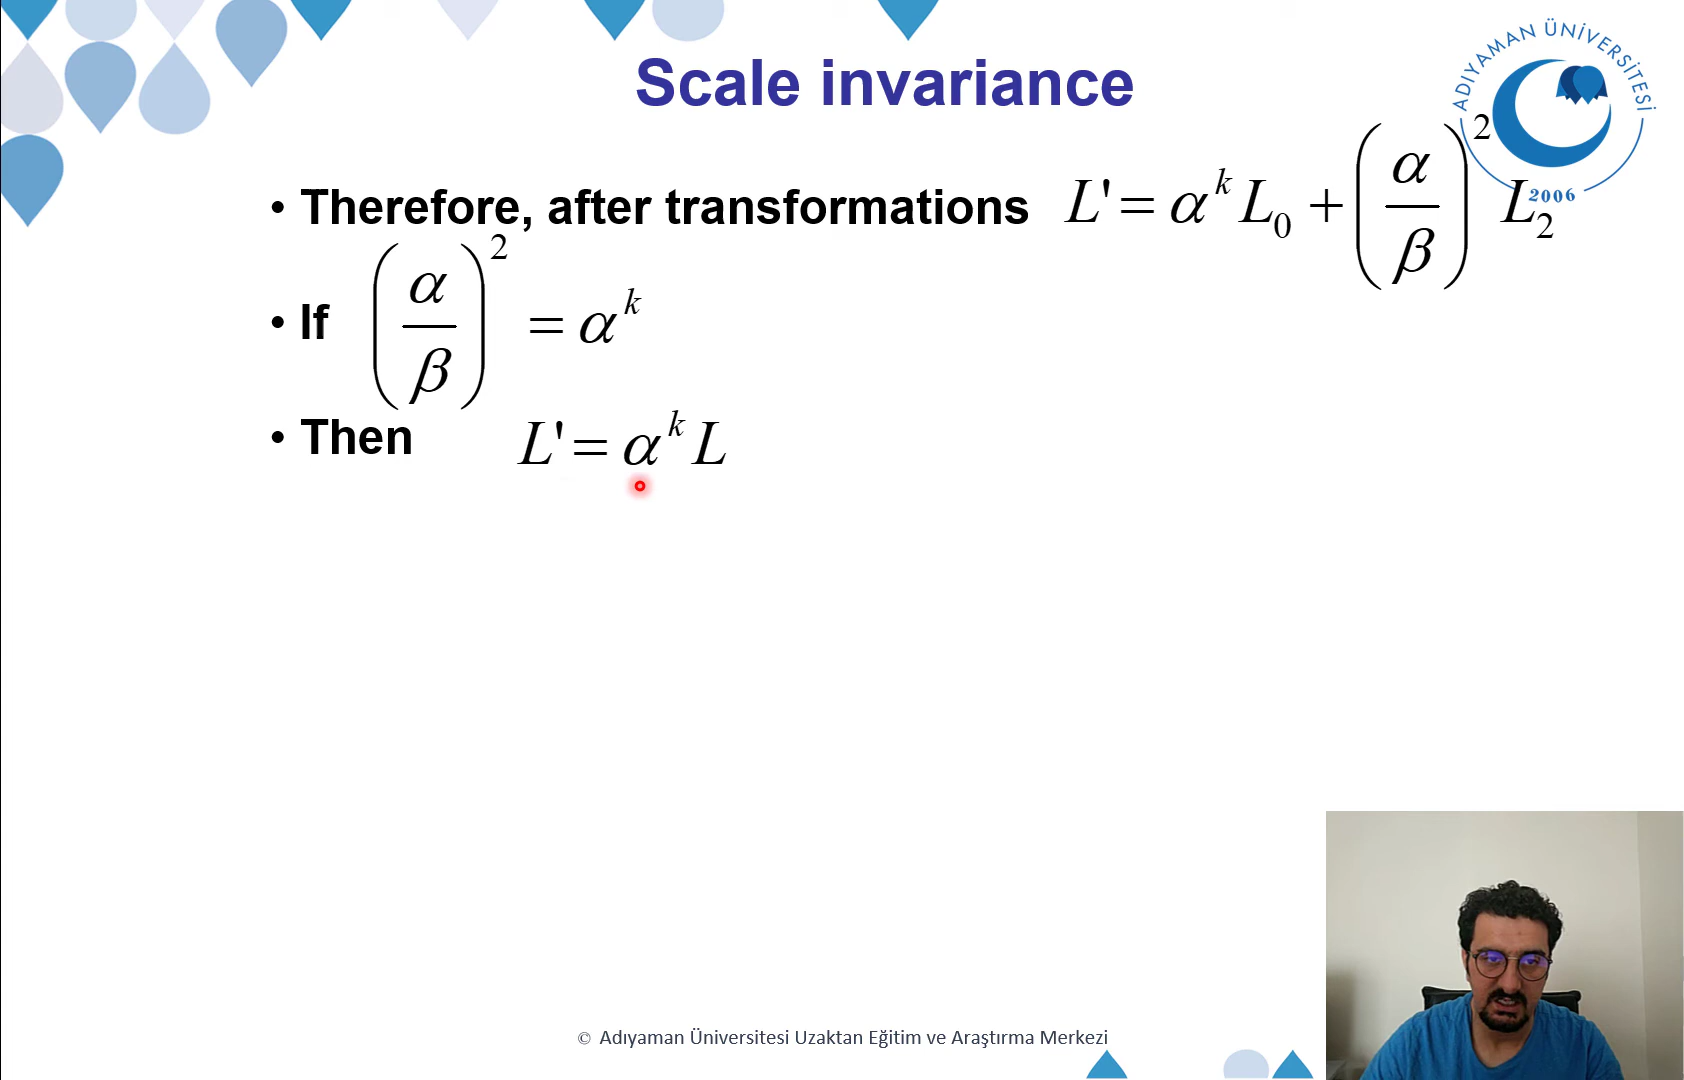 Scale invariance
ADIYAMAN ÜNİVERSİTESİ
2006
• Therefore, after transformations L' = α^k L_0 + (α/β)^2 L_2
• If (α/β)^2 = α^k
• Then L' = α^k L
© Adıyaman Üniversitesi Uzaktan Eğitim ve Araştırma Merkezi